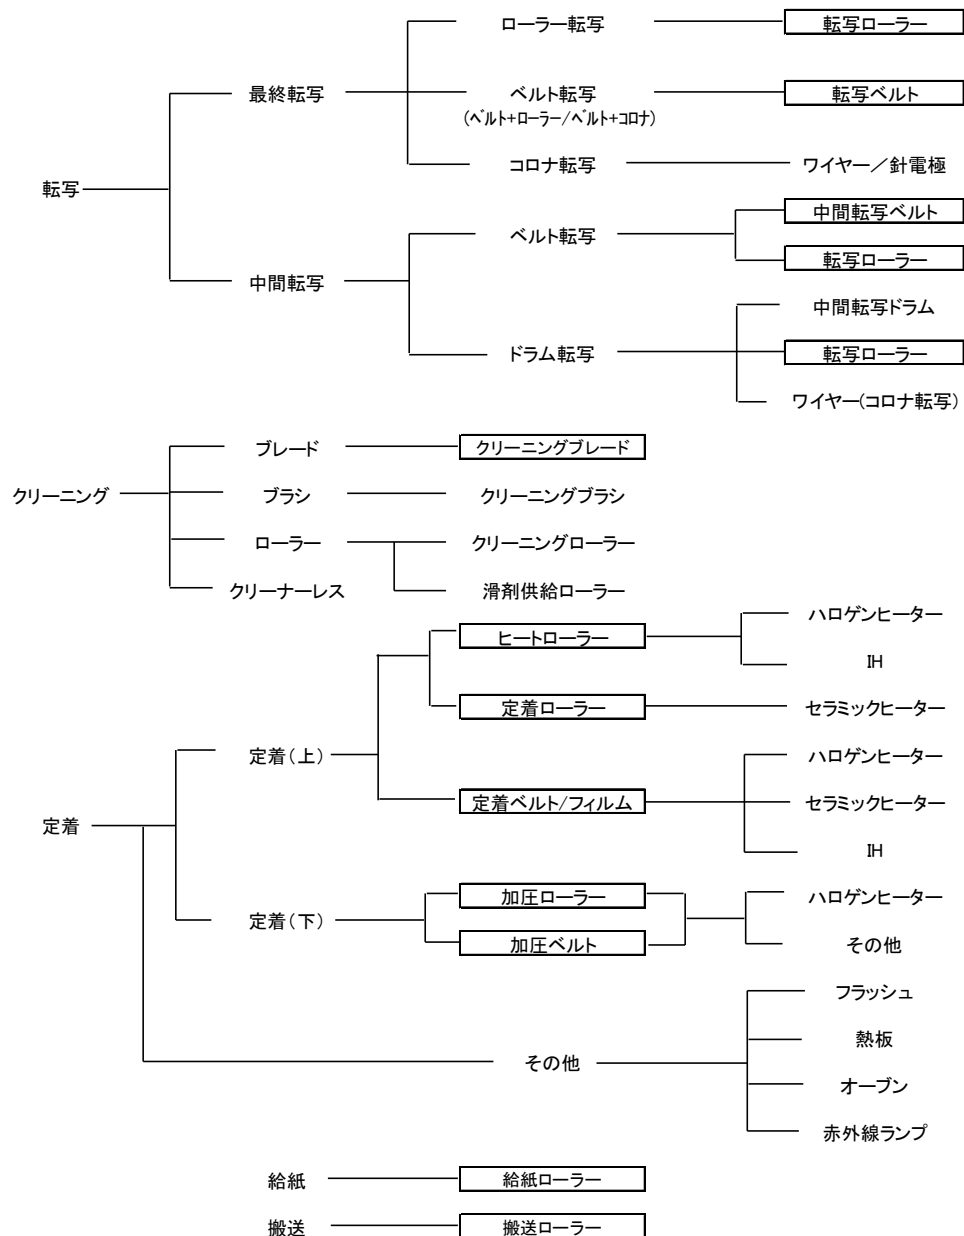 ローラー転写
転写ローラー
最終転写
ベルト転写
(ベルト+ローラー/ベルト+コロナ)
転写ベルト
コロナ転写
ワイヤー／針電極
転写
中間転写
ベルト転写
中間転写ベルト
転写ローラー
ドラム転写
中間転写ドラム
転写ローラー
ワイヤー(コロナ転写)
クリーニング
ブレード
クリーニングブレード
ブラシ
クリーニングブラシ
ローラー
クリーニングローラー
クリーナーレス
滑剤供給ローラー
定着
定着(上)
ヒートローラー
ハロゲンヒーター
IH
定着ローラー
セラミックヒーター
定着ベルト/フィルム
ハロゲンヒーター
セラミックヒーター
IH
定着(下)
加圧ローラー
加圧ベルト
ハロゲンヒーター
その他
その他
フラッシュ
熱板
オーブン
赤外線ランプ
給紙
給紙ローラー
搬送
搬送ローラー